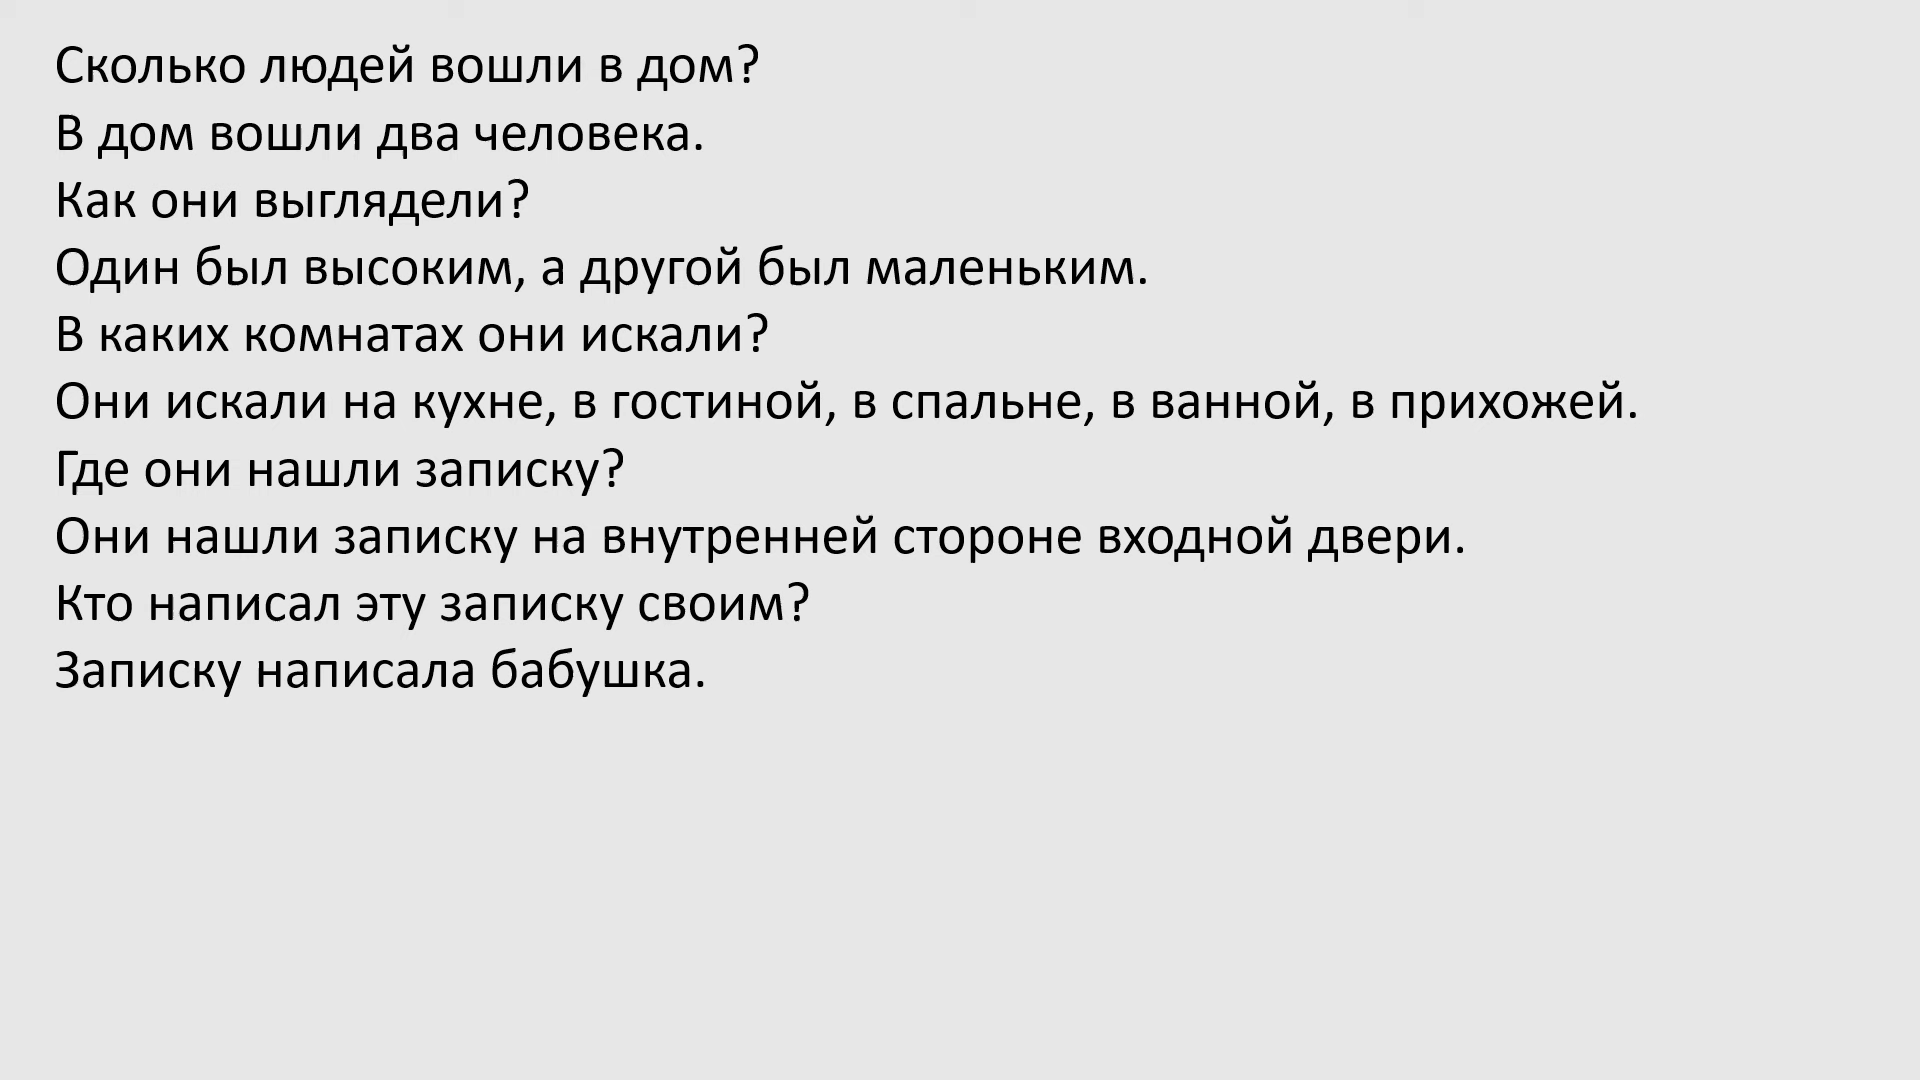 Сколько людей вошли в дом?
В дом вошли два человека.
Как они выглядели?
Один был высоким, а другой был маленьким.
В каких комнатах они искали?
Они искали на кухне, в гостиной, в спальне, в ванной, в прихожей.
Где они нашли записку?
Они нашли записку на внутренней стороне входной двери.
Кто написал эту записку своим?
Записку написала бабушка.